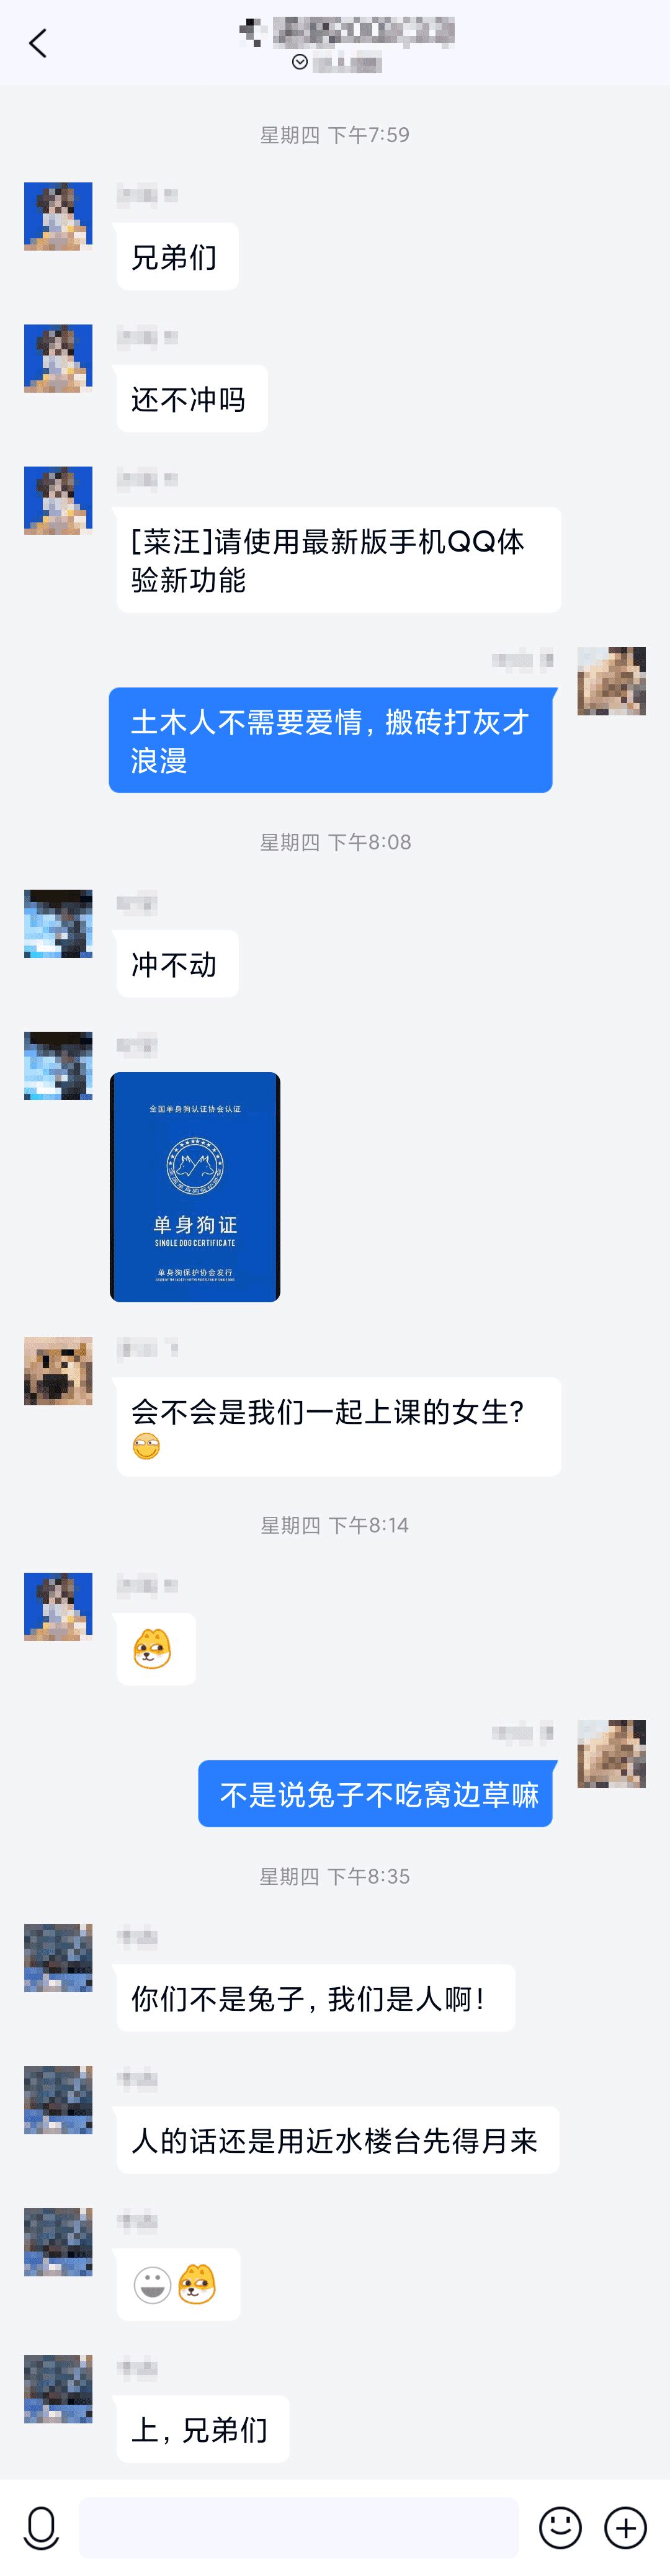 星期四 下午7:59
兄弟们
还不冲吗
[菜汪]请使用最新版手机QQ体
验新功能
土木人不需要爱情，搬砖打灰才
浪漫
星期四 下午8:08
冲不动
全国单身狗认证协会认证
单身狗证
SINGLE DOG CERTIFICATE
单身狗保护协会发行
会不会是我们一起上课的女生?
星期四 下午8:14
不是说兔子不吃窝边草嘛
星期四 下午8:35
你们不是兔子，我们是人啊！
人的话还是用近水楼台先得月来
上，兄弟们